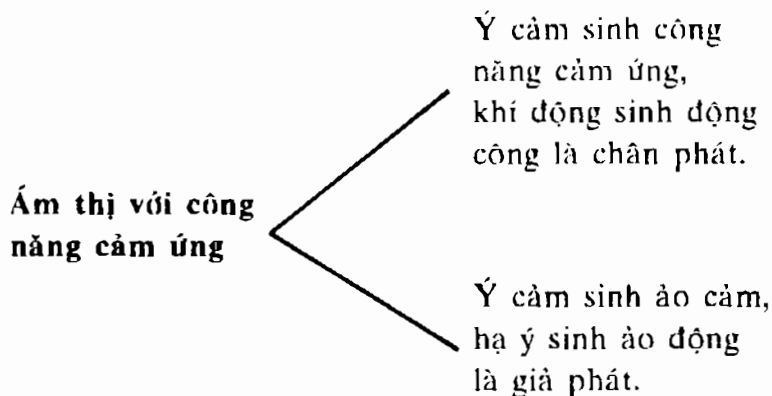 Ý cảm sinh công
năng cảm ứng,
khí động sinh động
công là chân phát.
Ám thị với công
năng cảm ứng
Ý cảm sinh ảo cảm,
hạ ý sinh ảo động
là giả phát.